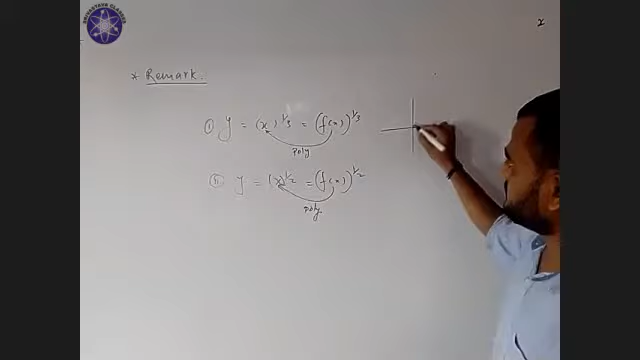 x
* Remark.
(i) y = (x)^1/3 = (f(x))^1/3
poly
(ii) y = (x)^1/2 = (f(x))^1/2
poly